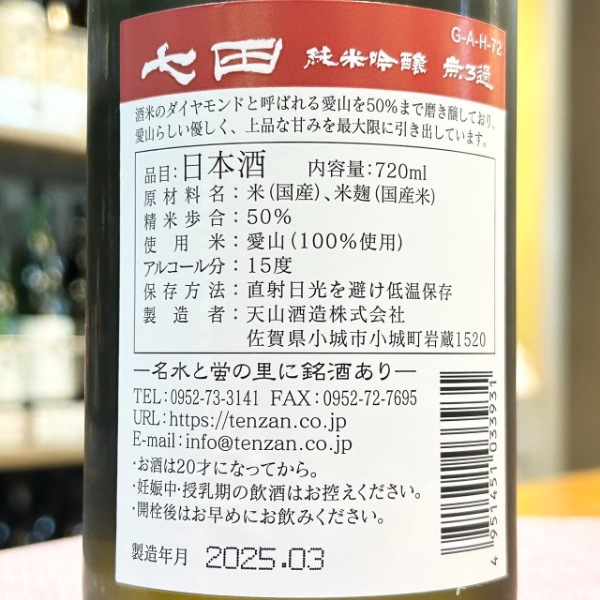 G-A-H-72
七田 純米吟醸 無ろ過
酒米のダイヤモンドと呼ばれる愛山を50%まで磨き醸しており、
愛山らしい優しく、上品な甘みを最大限に引き出しています。
品目:日本酒 内容量:720ml
原材料名:米(国産)、米麹(国産米)
精米歩合:50%
使用米:愛山(100%使用)
アルコール分:15度
保存方法:直射日光を避け低温保存
製造者:天山酒造株式会社
佐賀県小城市小城町岩蔵1520
―名水と蛍の里に銘酒あり―
TEL:0952-73-3141 FAX:0952-72-7695
URL:https://tenzan.co.jp
E-mail:info@tenzan.co.jp
・お酒は20才になってから。
・妊娠中・授乳期の飲酒はお控えください。
・開栓後はお早めにお飲みください。
製造年月 2025.03
4951451033931